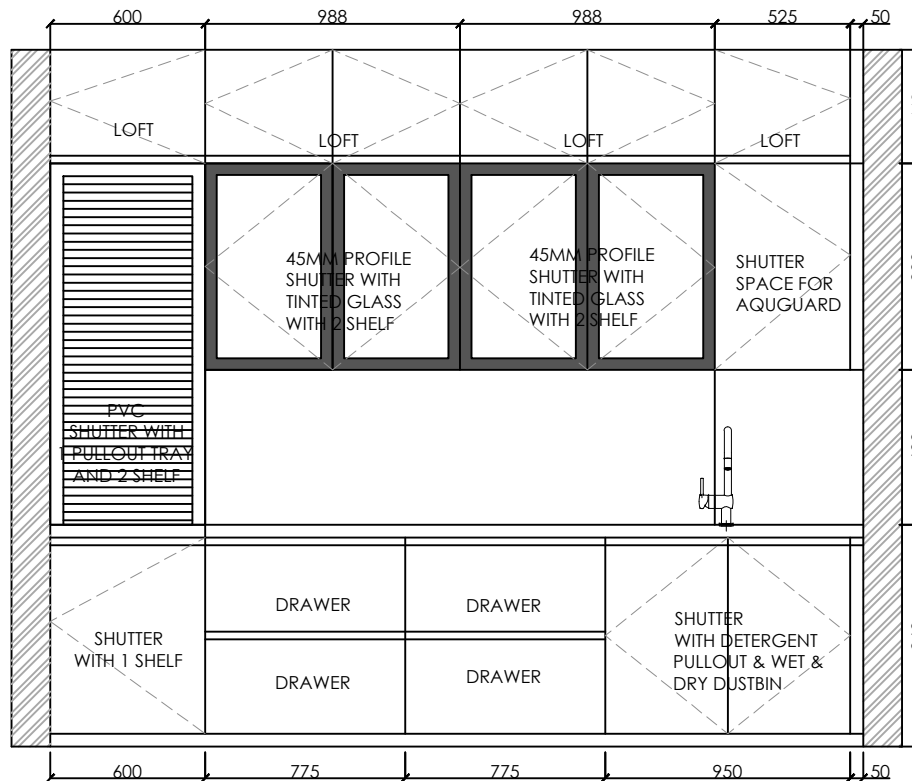 600 988 988 525 50
LOFT
LOFT
LOFT
LOFT
45MM PROFILE
SHUTTER WITH
TINTED GLASS
WITH 2 SHELF
45MM PROFILE
SHUTTER WITH
TINTED GLASS
WITH 2 SHELF
SHUTTER
SPACE FOR
AQUGUARD
PVC
SHUTTER WITH
1 PULLOUT TRAY
AND 2 SHELF
SHUTTER
WITH 1 SHELF
DRAWER
DRAWER
DRAWER
DRAWER
SHUTTER
WITH DETERGENT
PULLOUT & WET &
DRY DUSTBIN
600 775 775 950 50